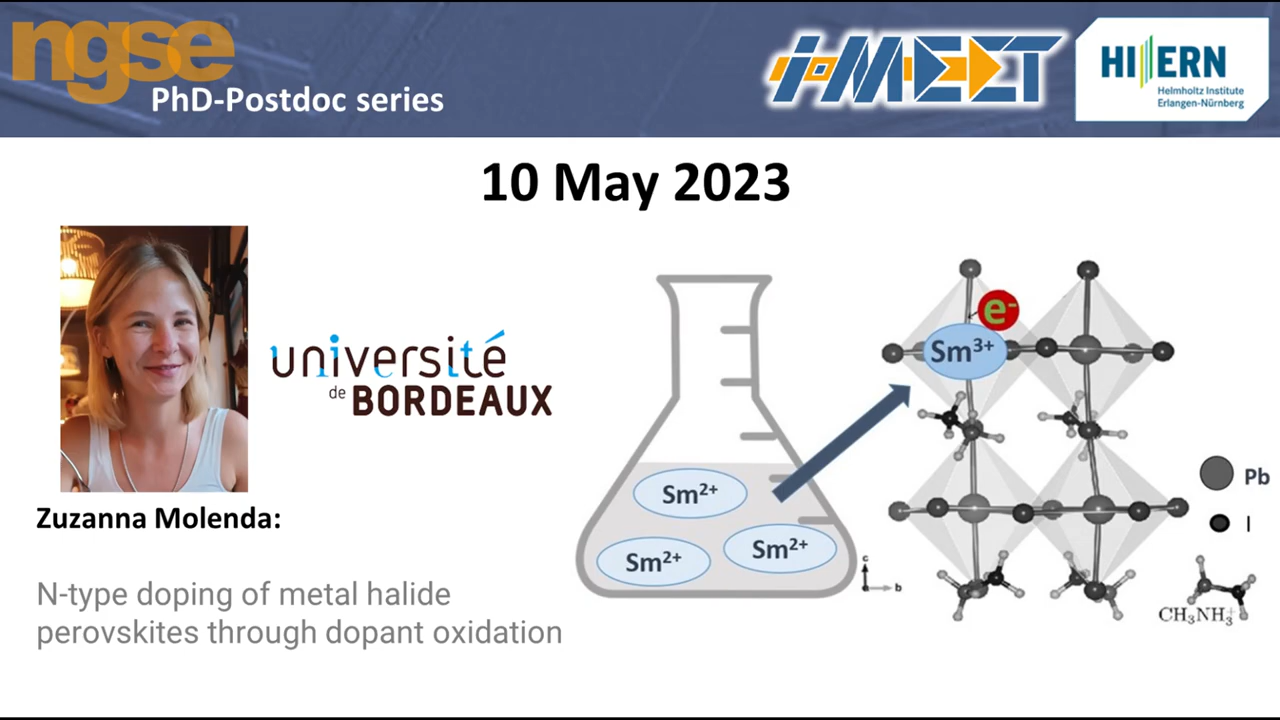 ngse
PhD-Postdoc series
i-MEET
HI ERN
Helmholtz Institute
Erlangen-Nürnberg
10 May 2023
université
de BORDEAUX
Zuzanna Molenda:
N-type doping of metal halide
perovskites through dopant oxidation
Sm²⁺
Sm²⁺
Sm²⁺
e⁻
Sm³⁺
c
b
Pb
I
CH₃NH₃⁺